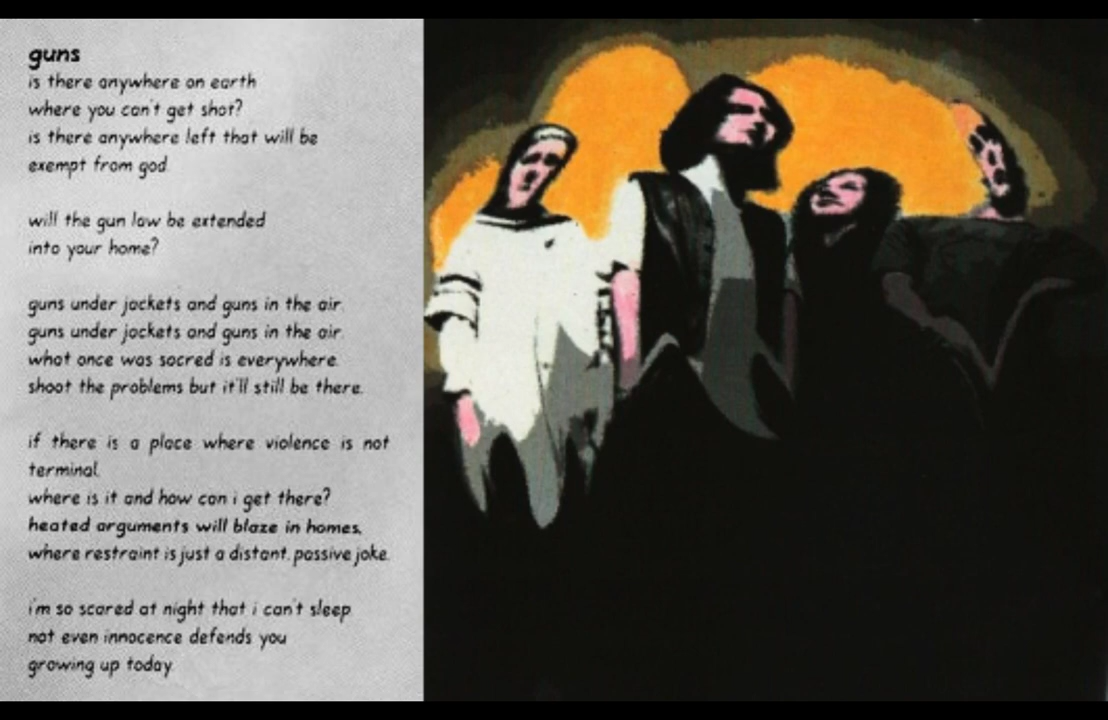 guns
is there anywhere on earth
where you can't get shot?
is there anywhere left that will be
exempt from god.
will the gun law be extended
into your home?
guns under jackets and guns in the air.
guns under jackets and guns in the air.
what once was sacred is everywhere.
shoot the problems but it'll still be there.
if there is a place where violence is not
terminal.
where is it and how can i get there?
heated arguments will blaze in homes.
where restraint is just a distant. passive joke.
i'm so scared at night that i can't sleep
not even innocence defends you
growing up today